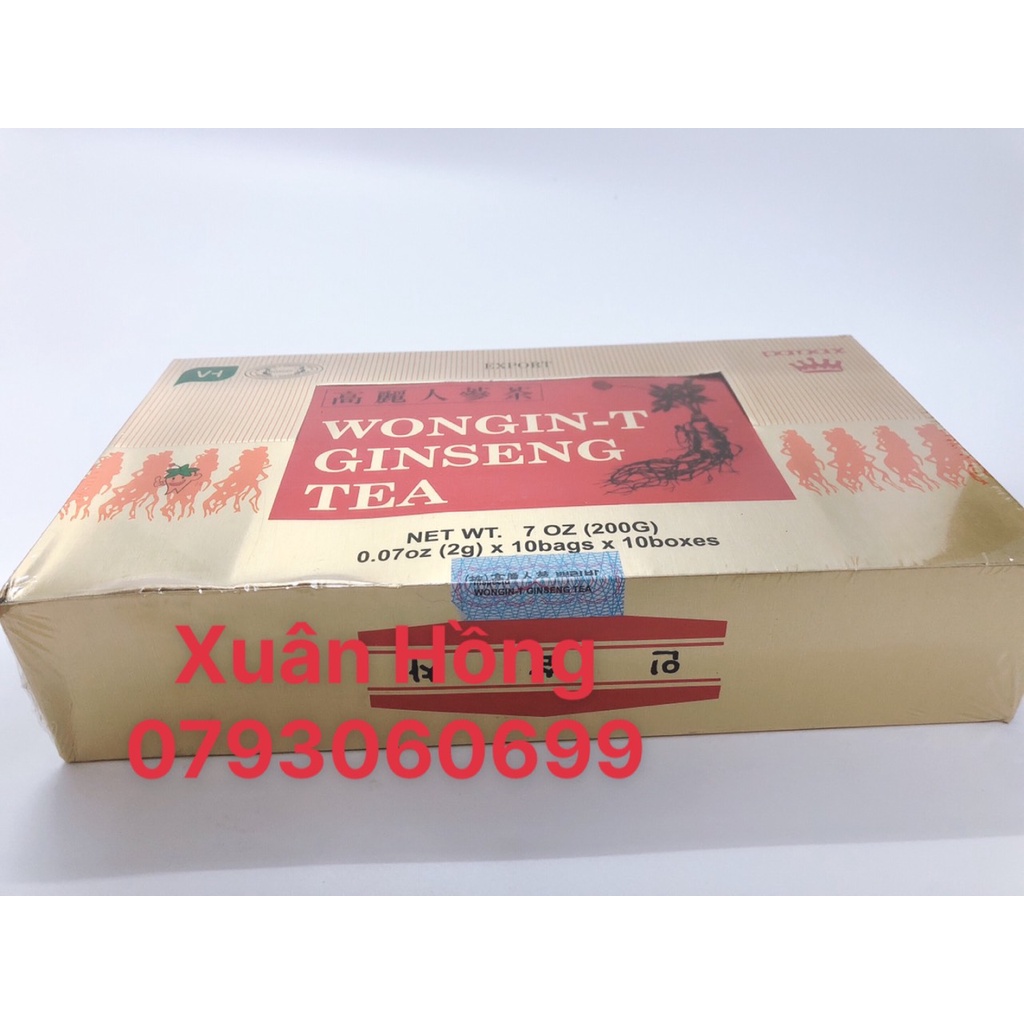 EXPORT
高麗人蔘茶
WONGIN-T
GINSENG
TEA
NET WT. 7 OZ (200G)
0.07oz (2g) x 10bags x 10boxes
WONGIN-T GINSENG TEA
Xuân Hồng
0793060699